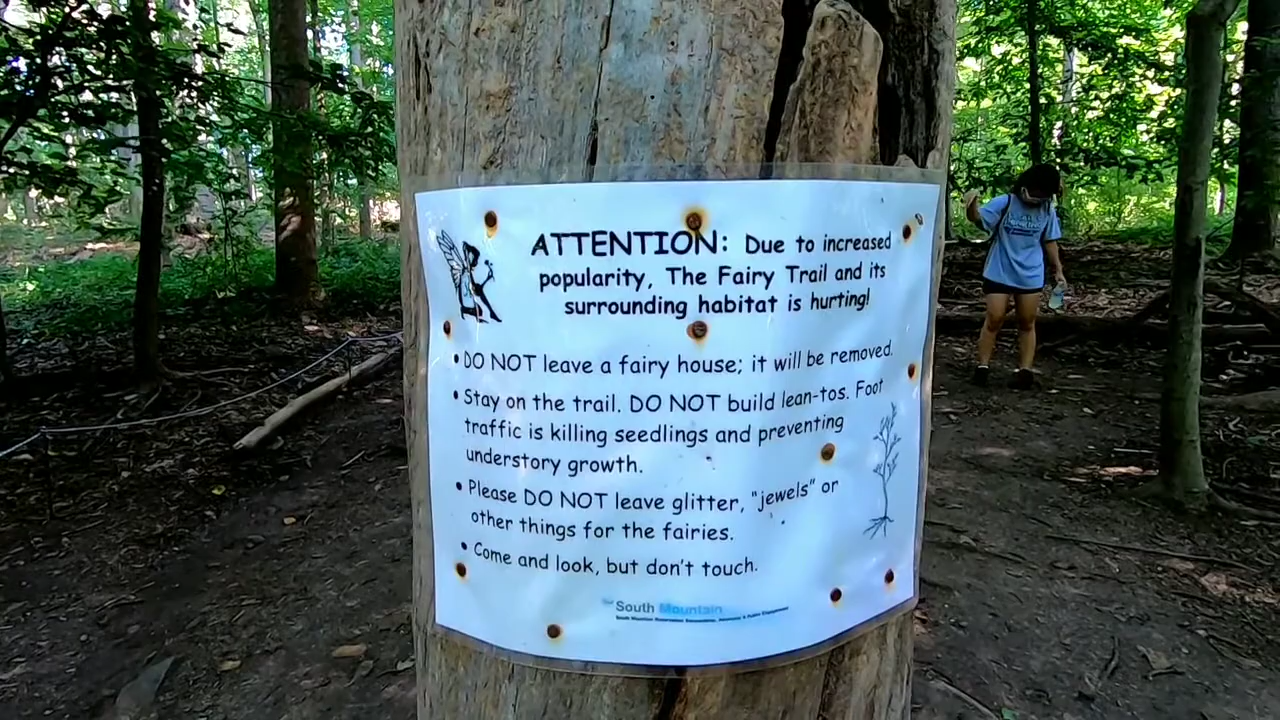 ATTENTION: Due to increased
popularity, The Fairy Trail and its
surrounding habitat is hurting!
• DO NOT leave a fairy house; it will be removed.
• Stay on the trail. DO NOT build lean-tos. Foot
traffic is killing seedlings and preventing
understory growth.
• Please DO NOT leave glitter, "jewels" or
other things for the fairies.
• Come and look, but don't touch.
South Mountain
South Mountain